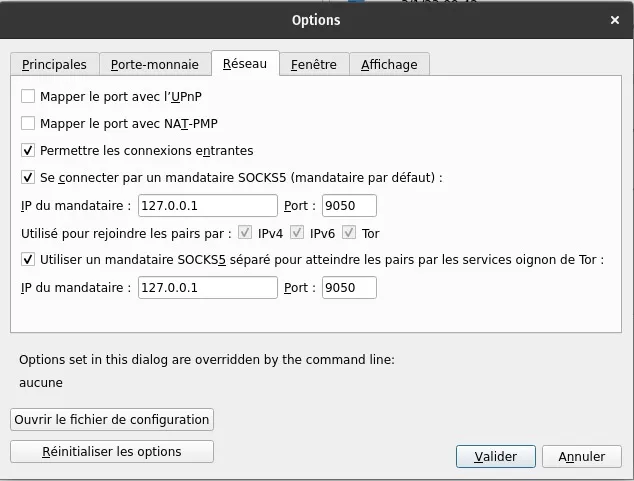 Options
Principales Porte-monnaie Réseau Fenêtre Affichage
Mapper le port avec l’UPnP
Mapper le port avec NAT-PMP
Permettre les connexions entrantes
Se connecter par un mandataire SOCKS5 (mandataire par défaut) :
IP du mandataire : 127.0.0.1 Port : 9050
Utilisé pour rejoindre les pairs par : IPv4 IPv6 Tor
Utiliser un mandataire SOCKS5 séparé pour atteindre les pairs par les services oignon de Tor :
IP du mandataire : 127.0.0.1 Port : 9050
Options set in this dialog are overridden by the command line:
aucune
Ouvrir le fichier de configuration
Réinitialiser les options
Valider Annuler